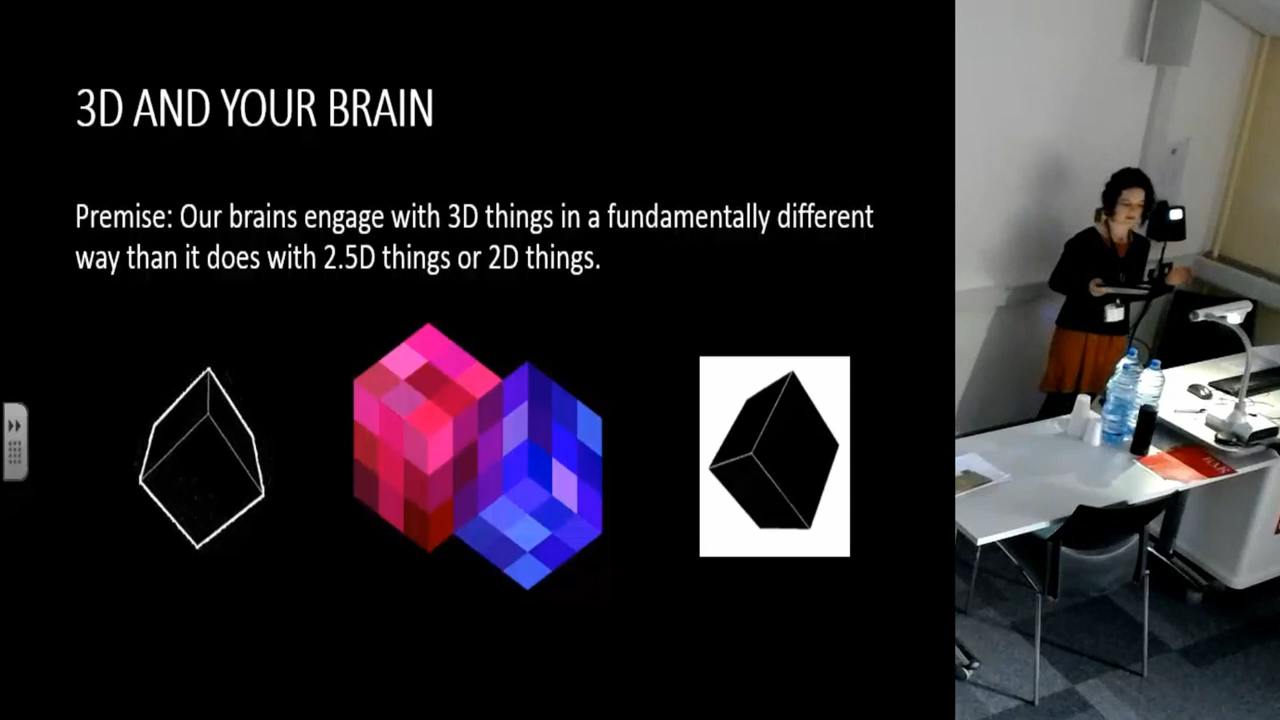 3D AND YOUR BRAIN
Premise: Our brains engage with 3D things in a fundamentally different
way than it does with 2.5D things or 2D things.
BAR